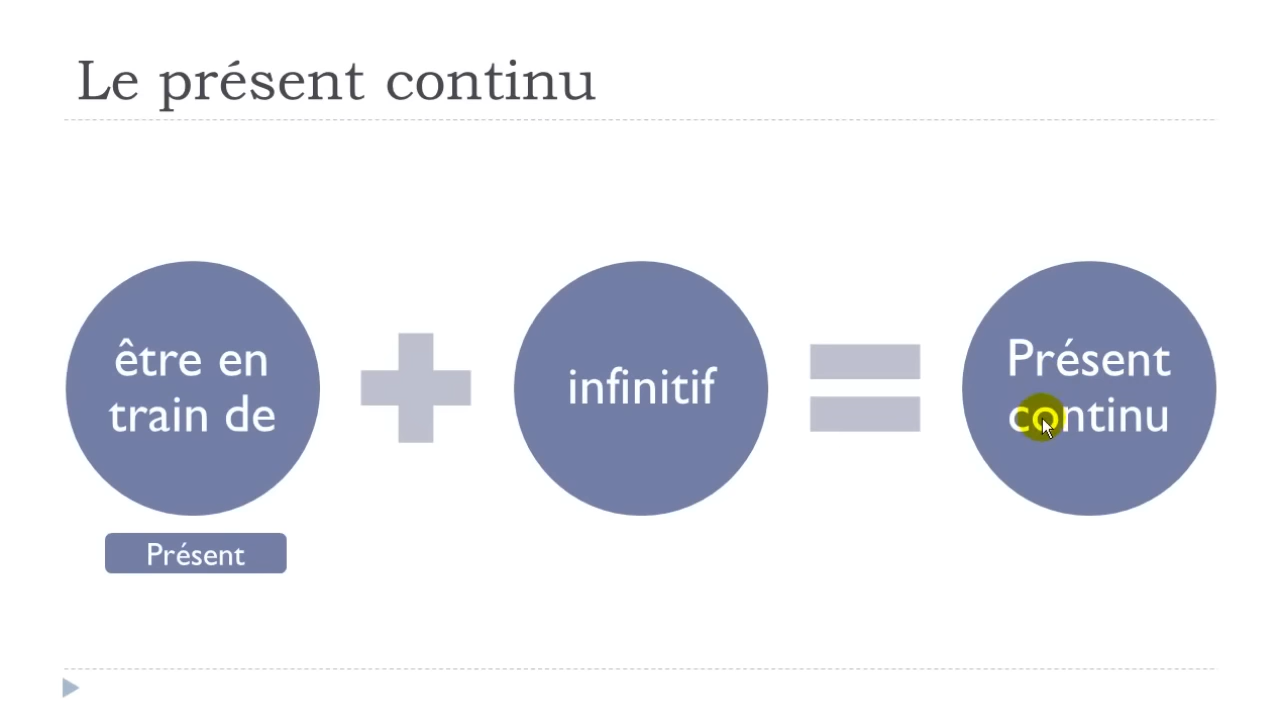 Le présent continu
être en
train de
infinitif
Présent
continu
Présent